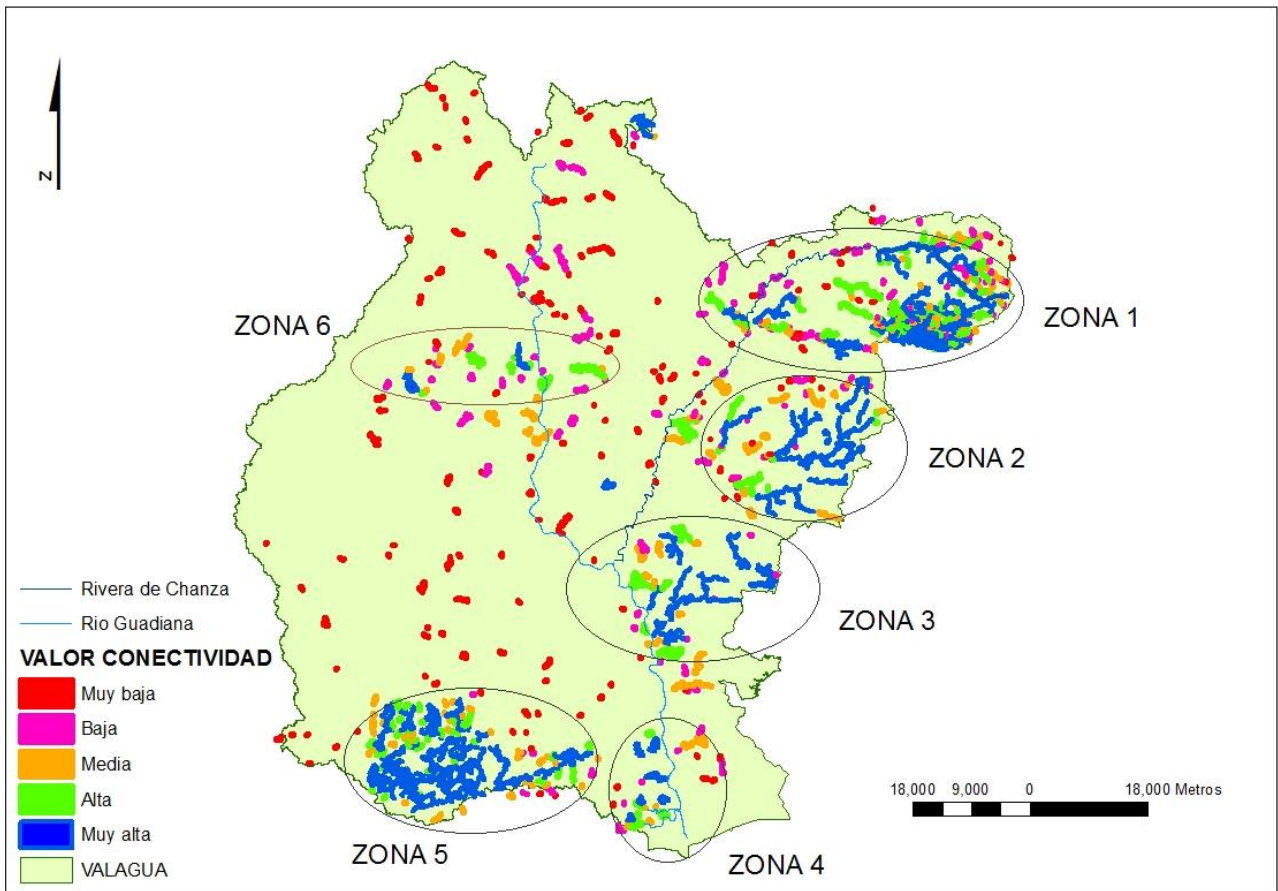 N
ZONA 6
ZONA 1
ZONA 2
ZONA 3
ZONA 5
ZONA 4
Rivera de Chanza
Rio Guadiana
VALOR CONECTIVIDAD
Muy baja
Baja
Media
Alta
Muy alta
VALAGUA
18,000 9,000 0 18,000 Metros